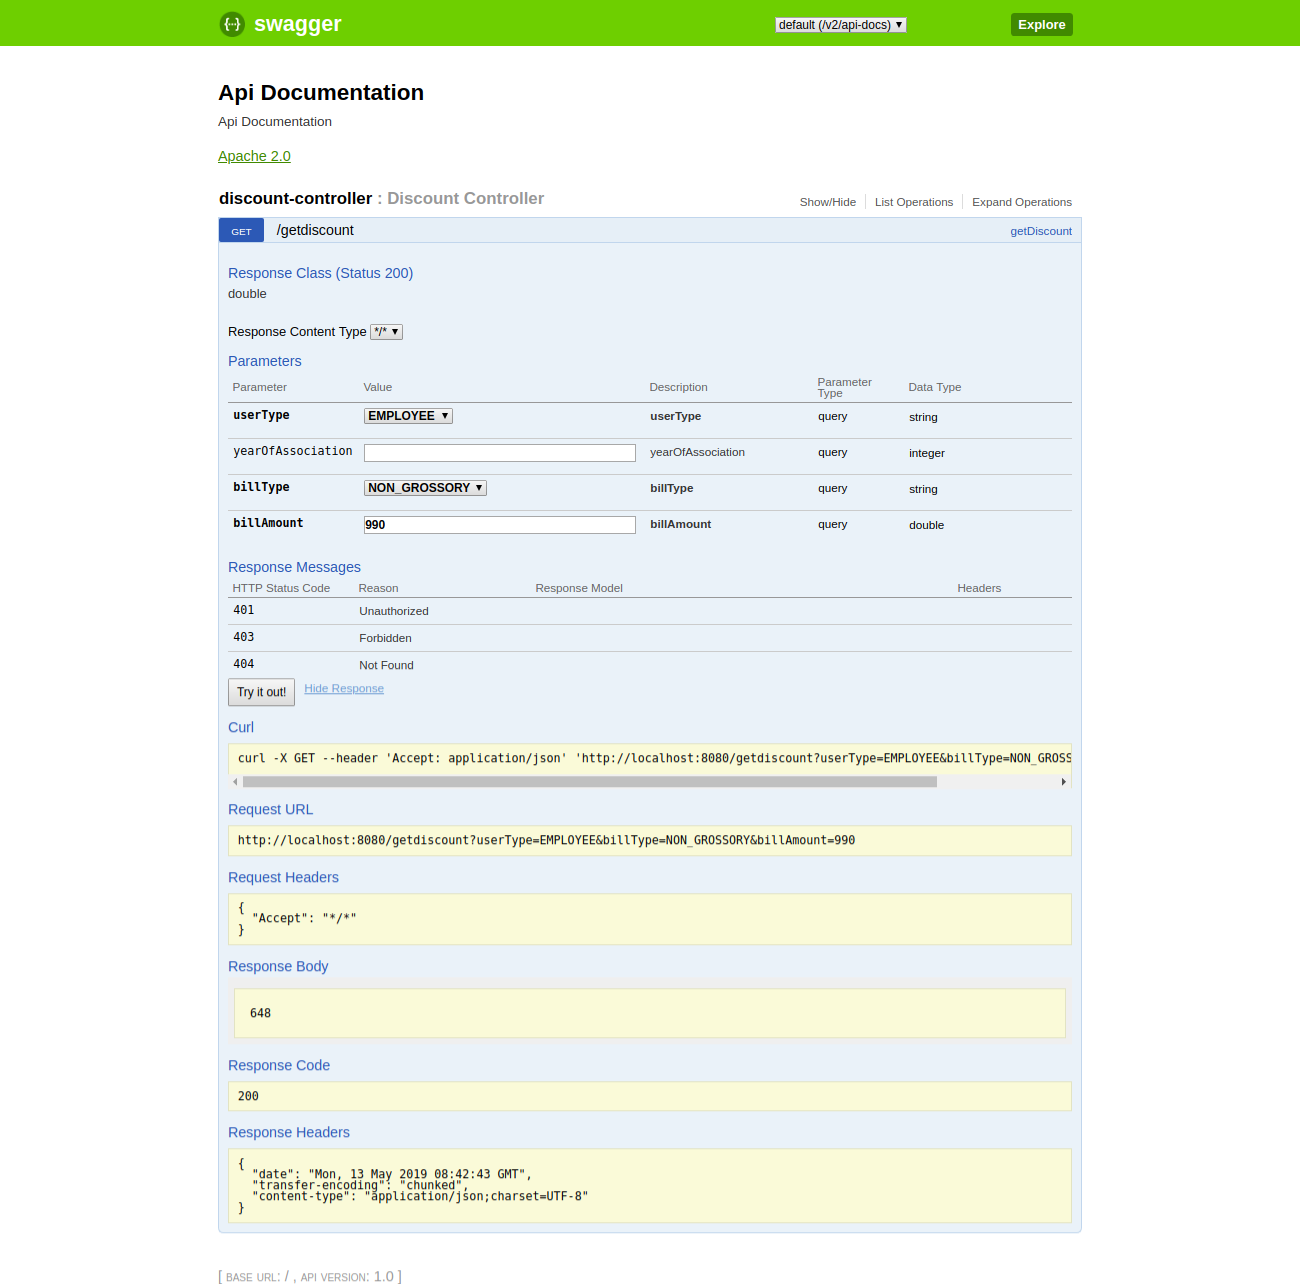 swagger
default (/v2/api-docs)
Explore
Api Documentation
Api Documentation
Apache 2.0
discount-controller : Discount Controller
Show/Hide
List Operations
Expand Operations
GET
/getdiscount
getDiscount
Response Class (Status 200)
double
Response Content Type */*
Parameters
Parameter Value Description Parameter Type Data Type
userType EMPLOYEE userType query string
yearOfAssociation yearOfAssociation query integer
billType NON_GROSSORY billType query string
billAmount 990 billAmount query double
Response Messages
HTTP Status Code Reason Response Model Headers
401 Unauthorized
403 Forbidden
404 Not Found
Try it out! Hide Response
Curl
curl -X GET --header 'Accept: application/json' 'http://localhost:8080/getdiscount?userType=EMPLOYEE&billType=NON_GROSS
Request URL
http://localhost:8080/getdiscount?userType=EMPLOYEE&billType=NON_GROSSORY&billAmount=990
Request Headers
{
"Accept": "*/*"
}
Response Body
648
Response Code
200
Response Headers
{
"date": "Mon, 13 May 2019 08:42:43 GMT",
"transfer-encoding": "chunked",
"content-type": "application/json;charset=UTF-8"
}
[ BASE URL: / , API VERSION: 1.0 ]